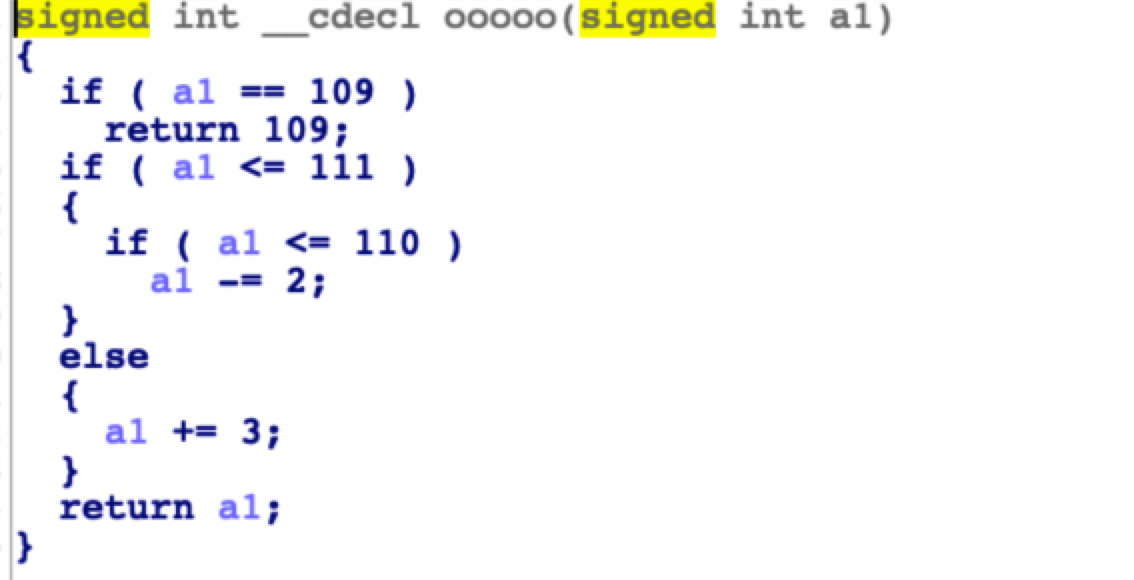 signed int __cdecl ooooo(signed int a1)
{
if ( a1 == 109 )
return 109;
if ( a1 <= 111 )
{
if ( a1 <= 110 )
a1 -= 2;
}
else
{
a1 += 3;
}
return a1;
}